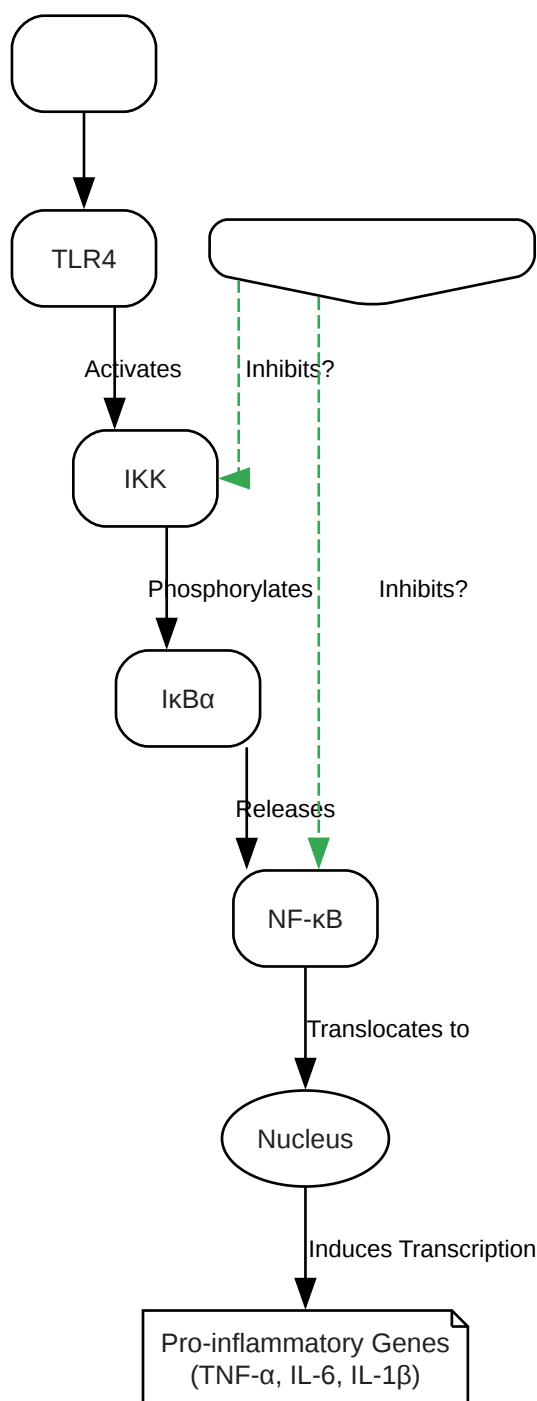 TLR4
Activates
Inhibits?
IKK
Phosphorylates
Inhibits?
IκBα
Releases
NF-κB
Translocates to
Nucleus
Induces Transcription
Pro-inflammatory Genes
(TNF-α, IL-6, IL-1β)